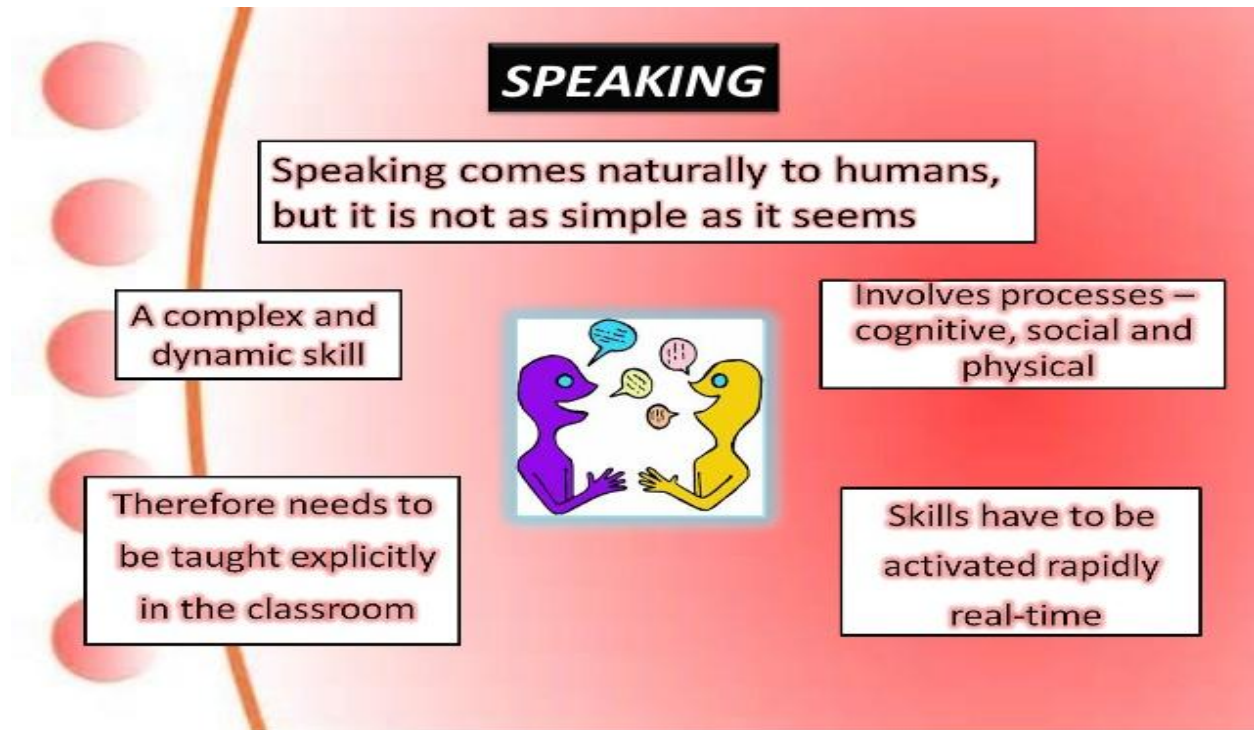 SPEAKING
Speaking comes naturally to humans,
but it is not as simple as it seems
A complex and
dynamic skill
Involves processes –
cognitive, social and
physical
Therefore needs to
be taught explicitly
in the classroom
Skills have to be
activated rapidly
real-time